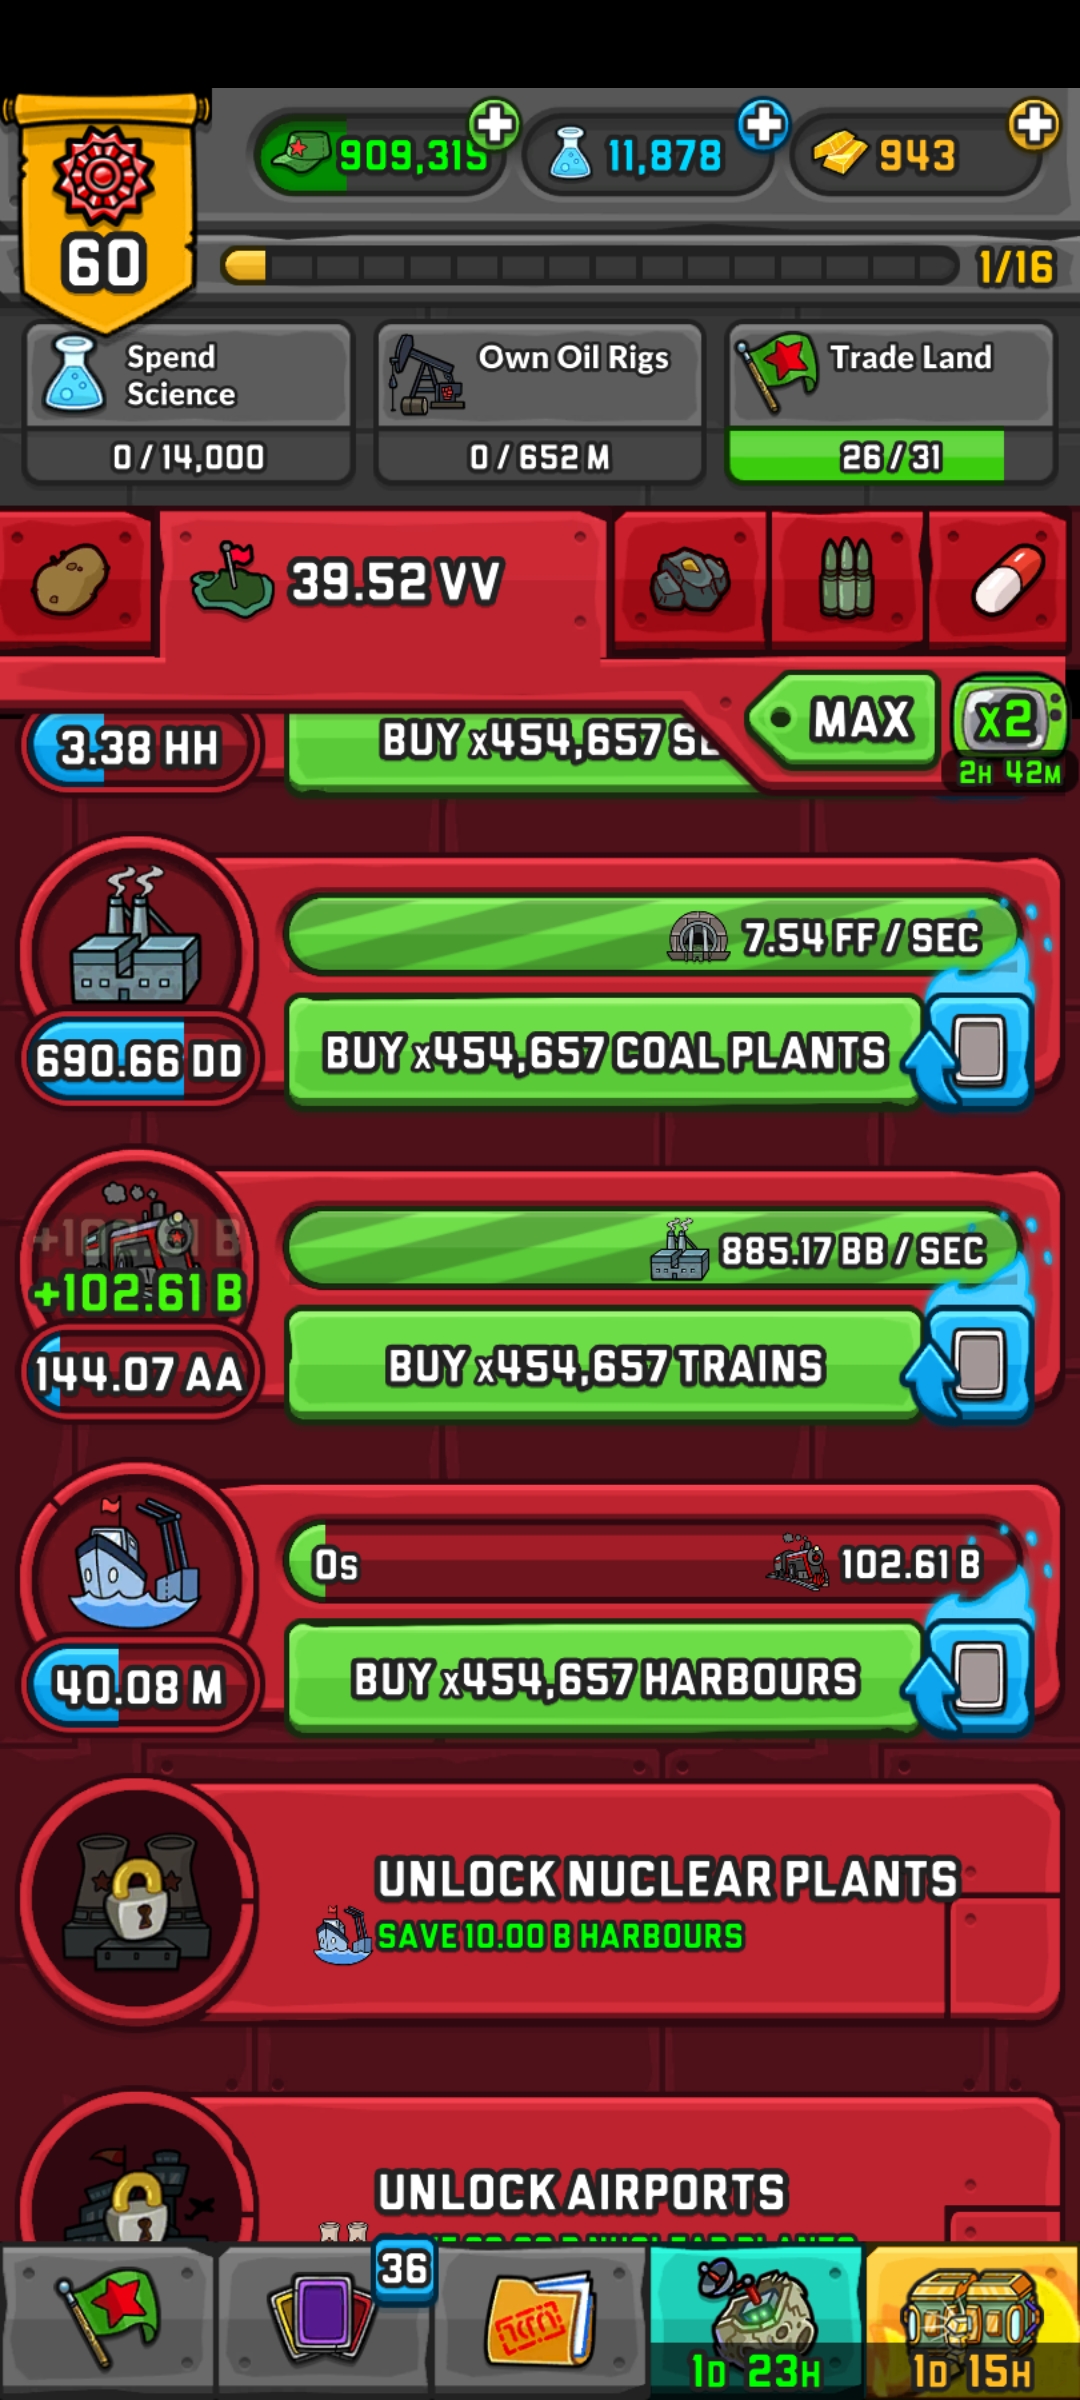 909,315
11,878
943
60
1/16
Spend
Science
Own Oil Rigs
Trade Land
0/14,000
0/652 M
26/31
39.52 VV
MAX
x2
2H 42M
3.38 HH
BUY x454,657
7.54 FF/SEC
690.66 DD
BUY x454,657 COAL PLANTS
+102.61 B
+102.61 B
885.17 BB/SEC
144.07 AA
BUY x454,657 TRAINS
0s
102.61 B
40.08 M
BUY x454,657 HARBOURS
UNLOCK NUCLEAR PLANTS
SAVE 10.00 B HARBOURS
UNLOCK AIRPORTS
36
1D 23H
1D 15H